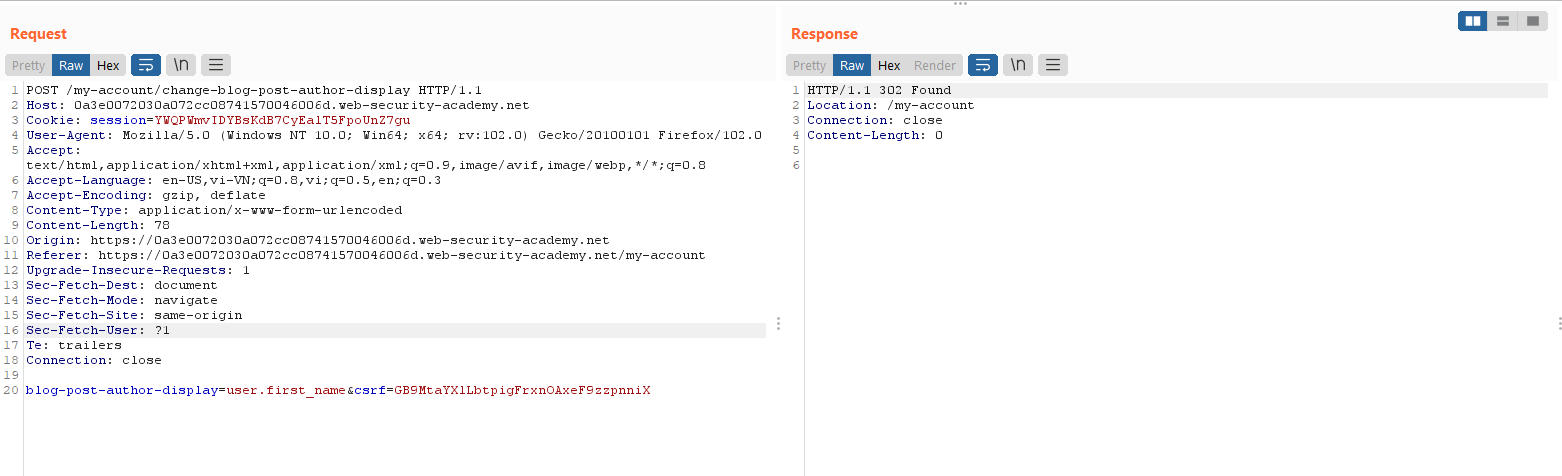 Request
Pretty Raw Hex \n
1 POST /my-account/change-blog-post-author-display HTTP/1.1
2 Host: 0a3e0072030a072cc08741570046006d.web-security-academy.net
3 Cookie: session=YWQPWmvIDYBsKdB7CyEalT5FpoUnZ7gu
4 User-Agent: Mozilla/5.0 (Windows NT 10.0; Win64; x64; rv:102.0) Gecko/20100101 Firefox/102.0
5 Accept:
text/html,application/xhtml+xml,application/xml;q=0.9,image/avif,image/webp,*/*;q=0.8
6 Accept-Language: en-US,vi-VN;q=0.8,vi;q=0.5,en;q=0.3
7 Accept-Encoding: gzip, deflate
8 Content-Type: application/x-www-form-urlencoded
9 Content-Length: 78
10 Origin: https://0a3e0072030a072cc08741570046006d.web-security-academy.net
11 Referer: https://0a3e0072030a072cc08741570046006d.web-security-academy.net/my-account
12 Upgrade-Insecure-Requests: 1
13 Sec-Fetch-Dest: document
14 Sec-Fetch-Mode: navigate
15 Sec-Fetch-Site: same-origin
16 Sec-Fetch-User: ?1
17 Te: trailers
18 Connection: close
19
20 blog-post-author-display=user.first_name&csrf=GB9MtaYXlLbtpigFrxnOAxeF9zzpnniX
Response
Pretty Raw Hex Render \n
1 HTTP/1.1 302 Found
2 Location: /my-account
3 Connection: close
4 Content-Length: 0
5
6